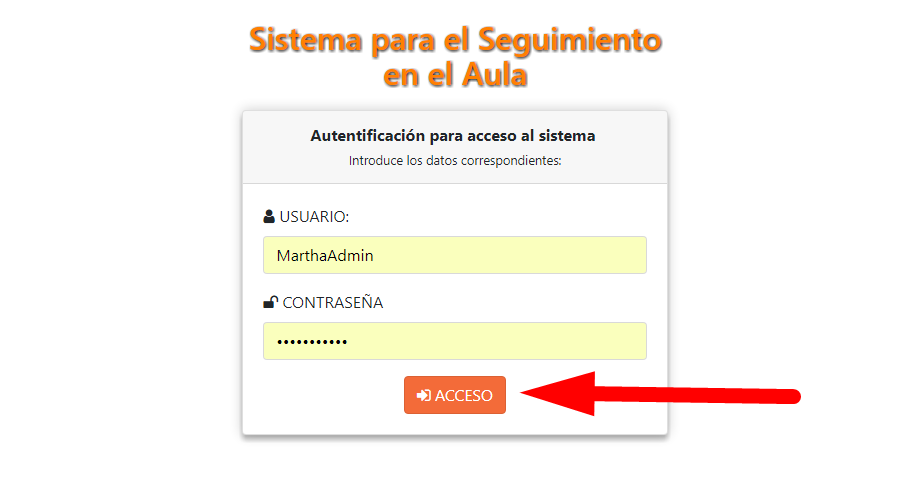 Sistema para el Seguimiento
en el Aula
Autentificación para acceso al sistema
Introduce los datos correspondientes:
USUARIO:
MarthaAdmin
CONTRASEÑA
•••••••••••
ACCESO